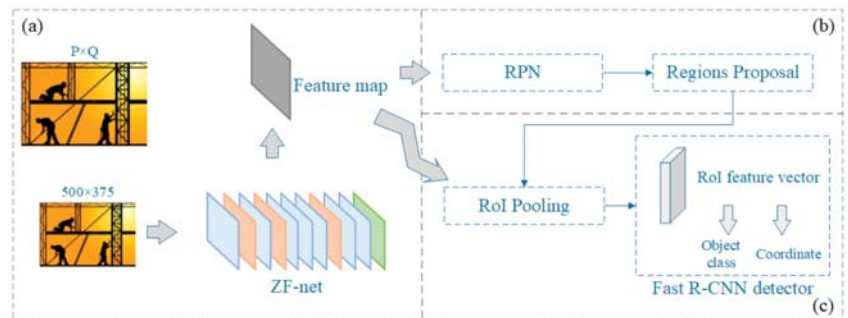 (a)
P×Q
500×375
ZF-net
Feature map
(b)
RPN
Regions Proposal
RoI Pooling
RoI feature vector
Object
class
Coordinate
Fast R-CNN detector
(c)